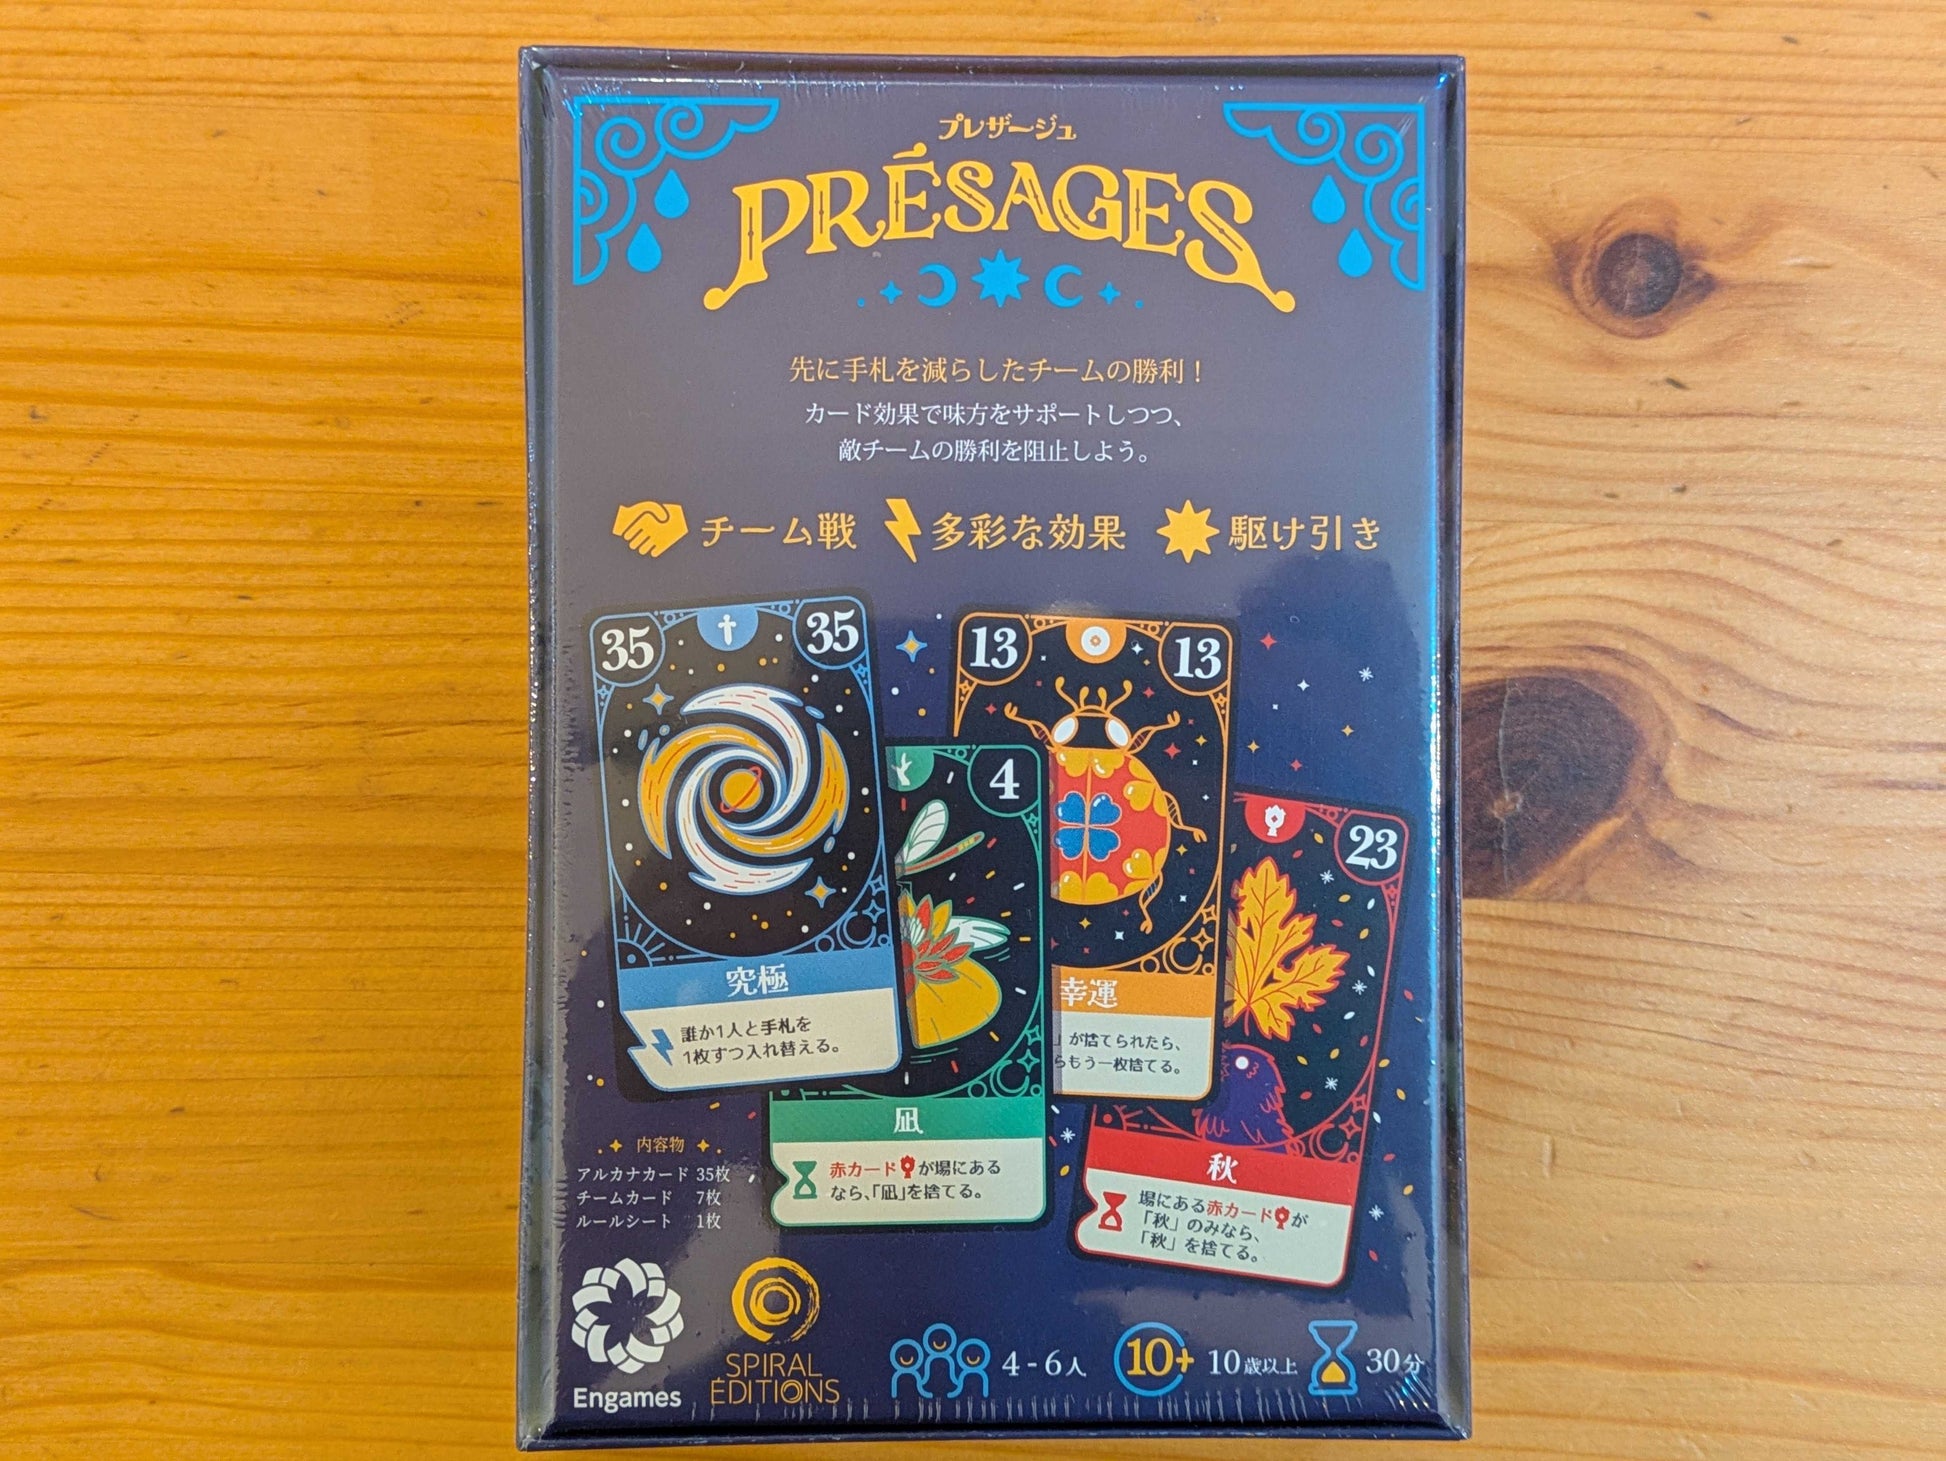 プレザージュ
PRÉSAGES
先に手札を減らしたチームの勝利！
カード効果で味方をサポートしつつ、
敵チームの勝利を阻止しよう。
チーム戦 多彩な効果 駆け引き
35 35
究極
誰か1人と手札を
1枚ずつ入れ替える。
4
凪
赤カードが場にある
なら、「凪」を捨てる。
13 13
幸運
」が捨てられたら、
らもう一枚捨てる。
23
秋
場にある赤カードが
「秋」のみなら、
「秋」を捨てる。
内容物
アルカナカード 35枚
チームカード 7枚
ルールシート 1枚
Engames
SPIRAL
ÉDITIONS
4-6人 10+ 10歳以上 30分